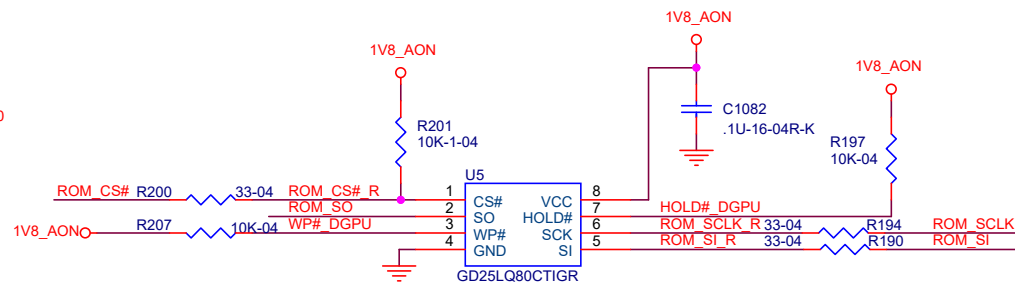 1V8_AON
1V8_AON
1V8_AON
0
C1082
.1U-16-04R-K
R201
10K-1-04
R197
10K-04
U5
ROM_CS# R200 33-04 ROM_CS#_R 1 CS# VCC 8
ROM_SO 2 SO HOLD# 7 HOLD#_DGPU
1V8_AON R207 10K-04 WP#_DGPU 3 WP# SCK 6 ROM_SCLK_R 33-04 R194 ROM_SCLK
4 GND SI 5 ROM_SI_R 33-04 R190 ROM_SI
GD25LQ80CTIGR